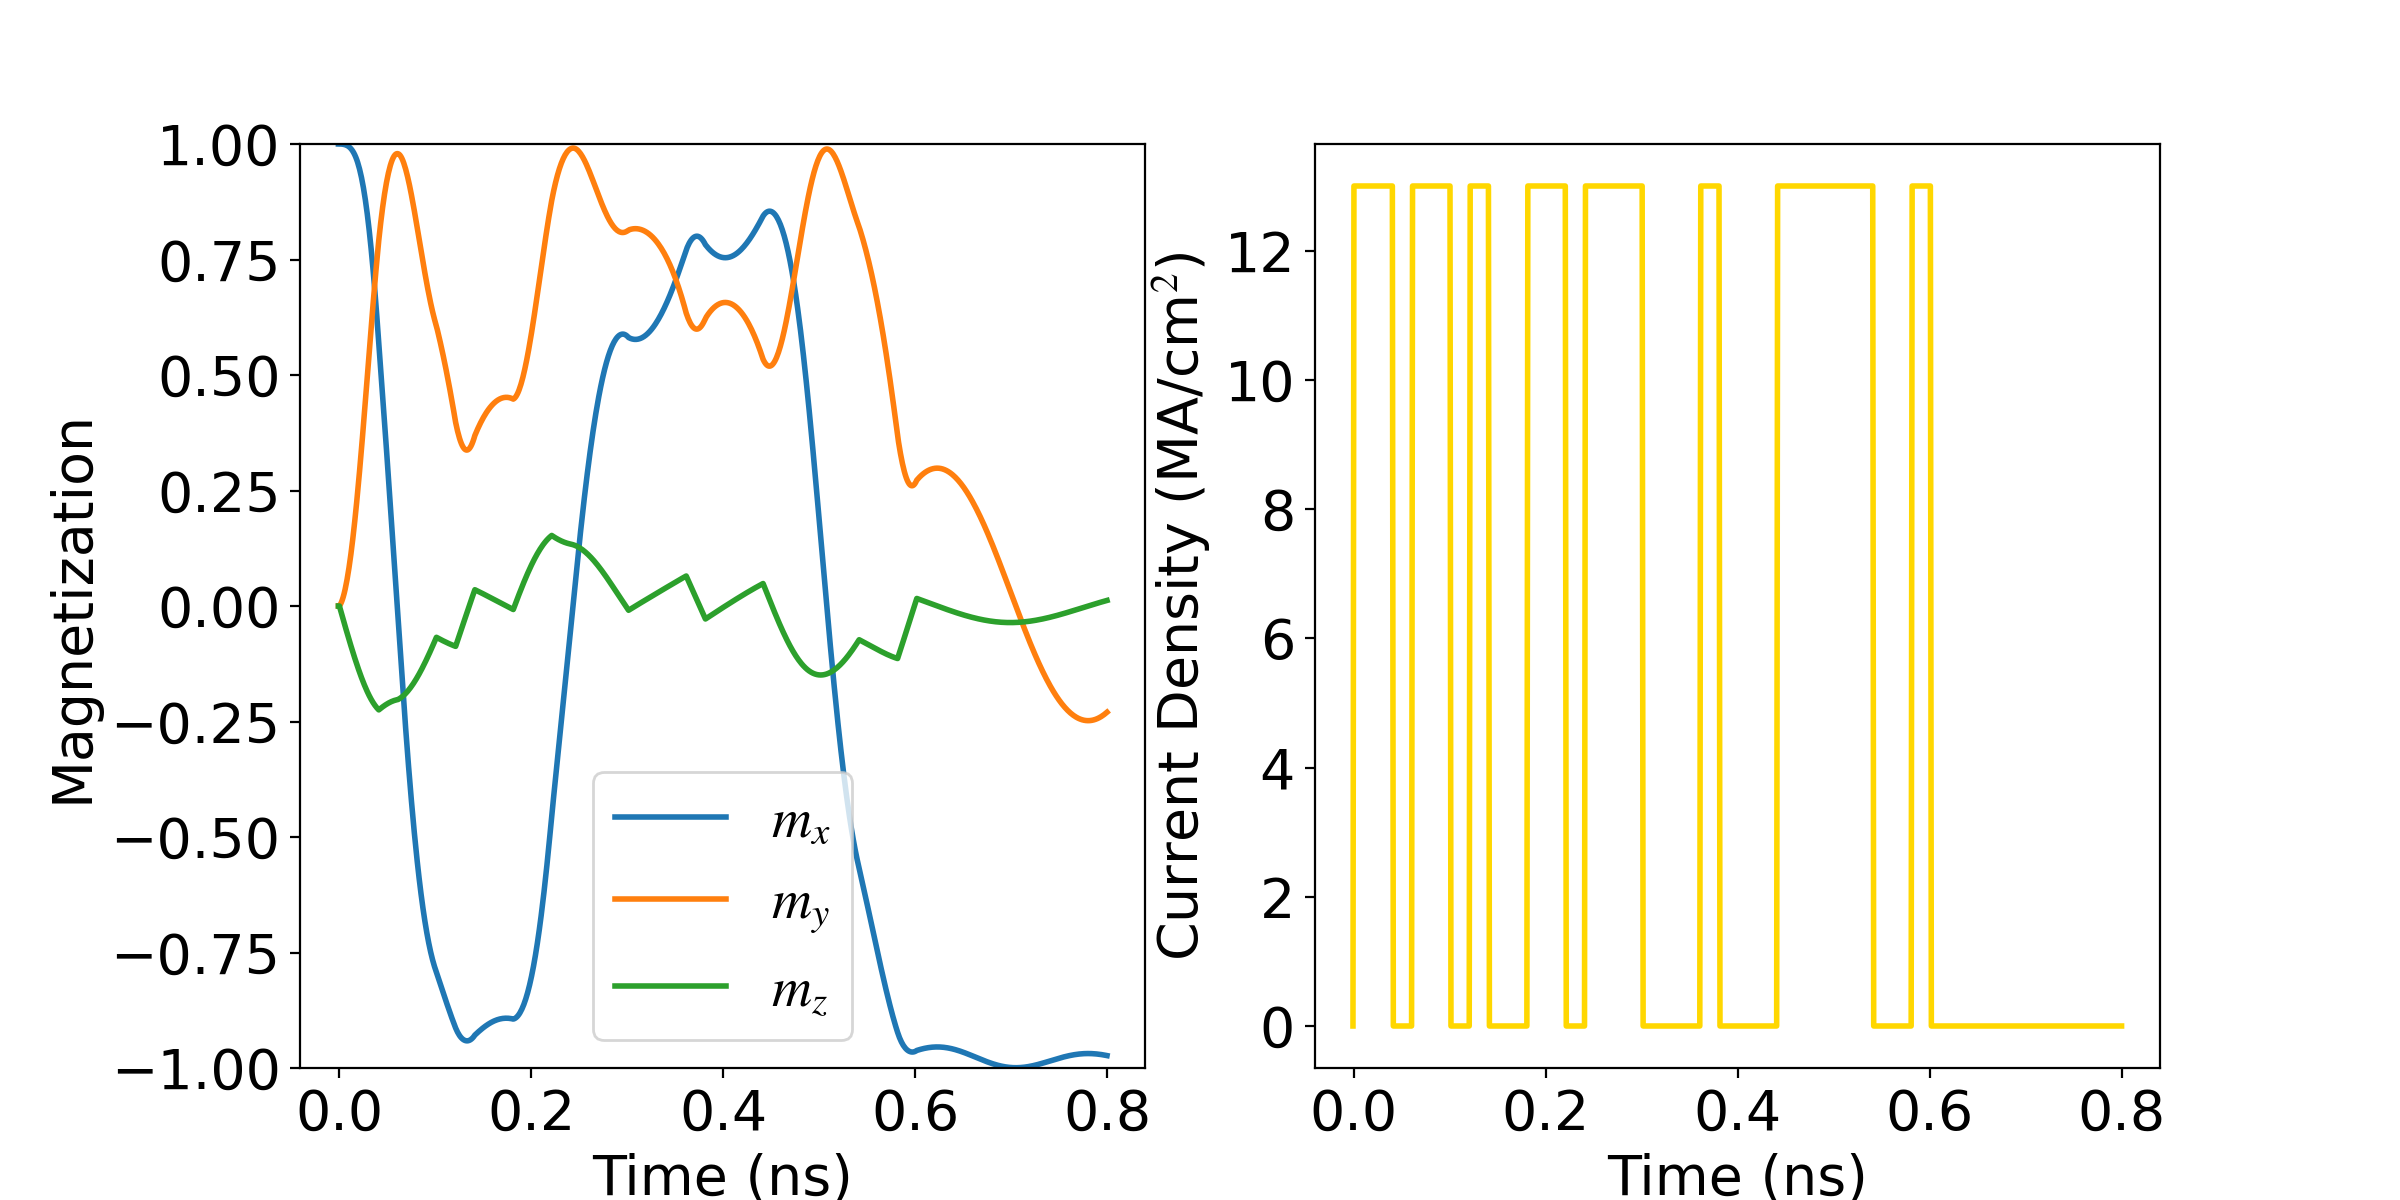 1.00
0.75
0.50
0.25
0.00
−0.25
−0.50
−0.75
−1.00
Magnetization
0.0 0.2 0.4 0.6 0.8
Time (ns)
m_x
m_y
m_z
12
10
8
6
4
2
0
Current Density (MA/cm²)
0.0 0.2 0.4 0.6 0.8
Time (ns)